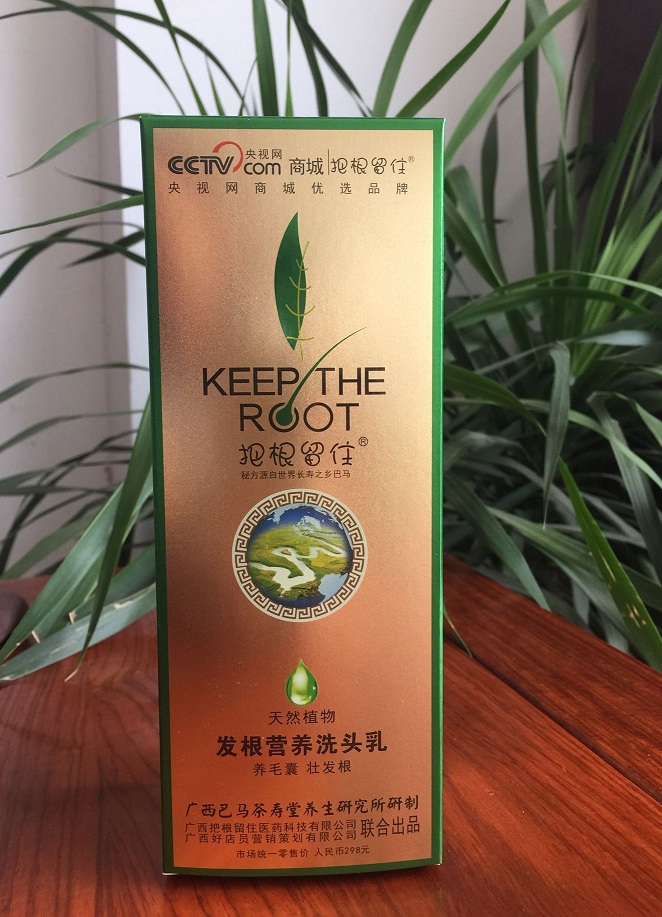 CCTV com 央视网 商城 | 把根留住®
央视网商城优选品牌
KEEP THE
ROOT
把根留住®
秘方源自世界长寿之乡巴马
天然植物
发根营养洗头乳
养毛囊 壮发根
广西巴马茶寿堂养生研究所研制
广西把根留住医药科技有限公司
广西好店员营销策划有限公司
联合出品
市场统一零售价 人民币298元